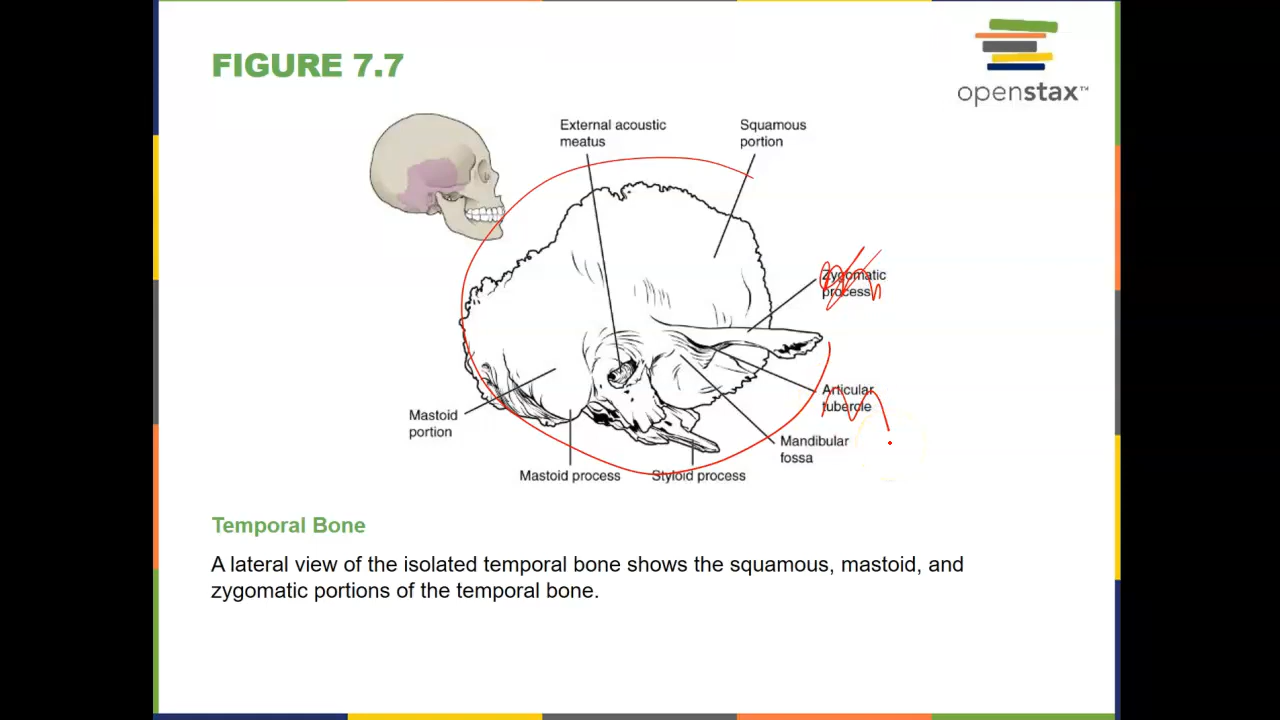 FIGURE 7.7
openstax™
External acoustic
meatus
Squamous
portion
Zygomatic
process
Articular
tubercle
Mastoid
portion
Mandibular
fossa
Mastoid process
Styloid process
Temporal Bone
A lateral view of the isolated temporal bone shows the squamous, mastoid, and
zygomatic portions of the temporal bone.